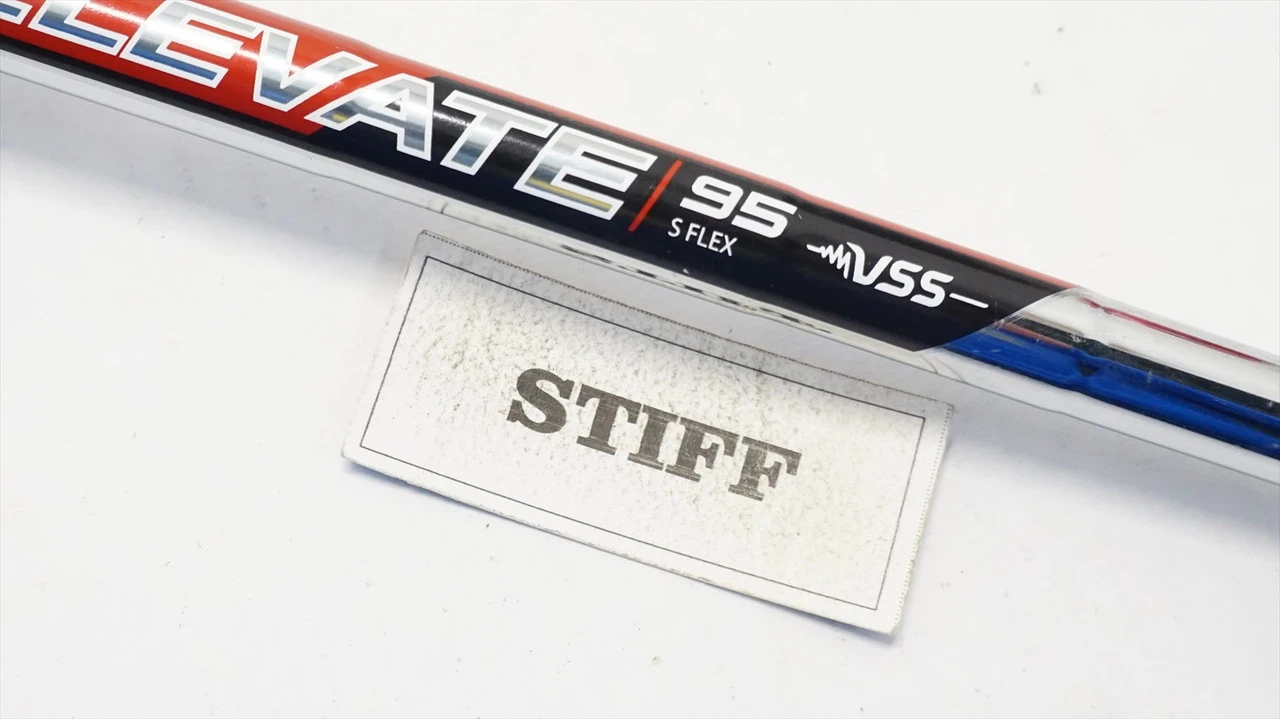 ELEVATE | 95
S FLEX
VSS
STIFF